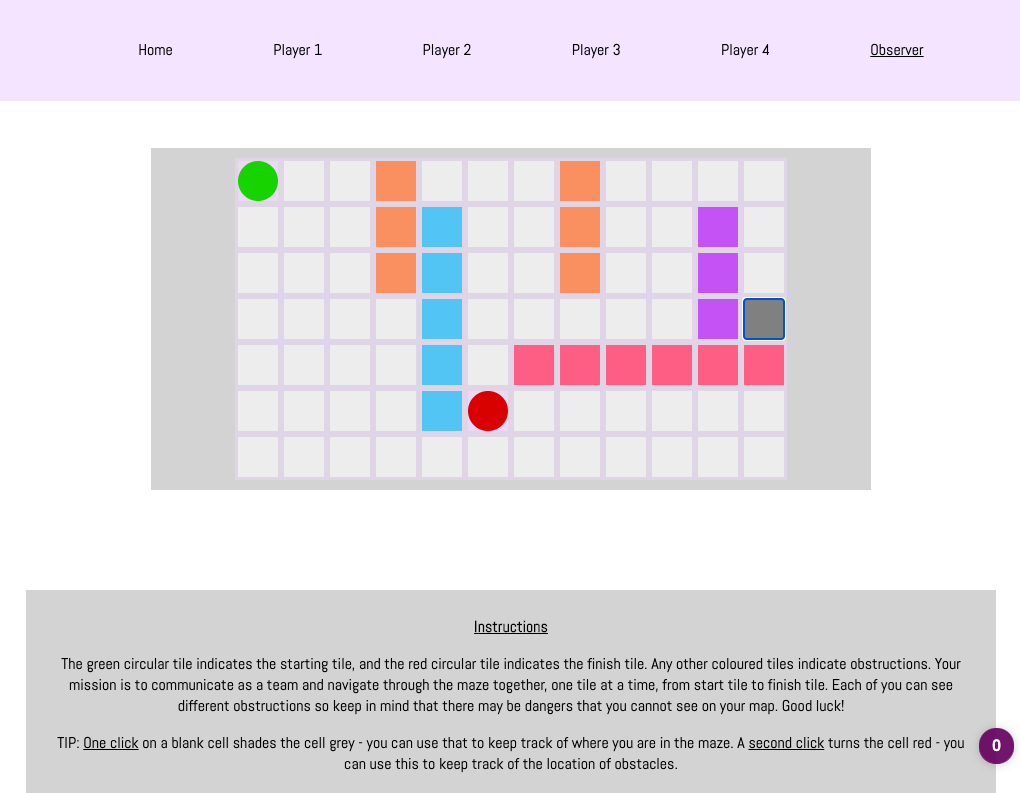 Home Player 1 Player 2 Player 3 Player 4 Observer
Instructions
The green circular tile indicates the starting tile, and the red circular tile indicates the finish tile. Any other coloured tiles indicate obstructions. Your
mission is to communicate as a team and navigate through the maze together, one tile at a time, from start tile to finish tile. Each of you can see
different obstructions so keep in mind that there may be dangers that you cannot see on your map. Good luck!
TIP: One click on a blank cell shades the cell grey - you can use that to keep track of where you are in the maze. A second click turns the cell red - you
can use this to keep track of the location of obstacles.
0